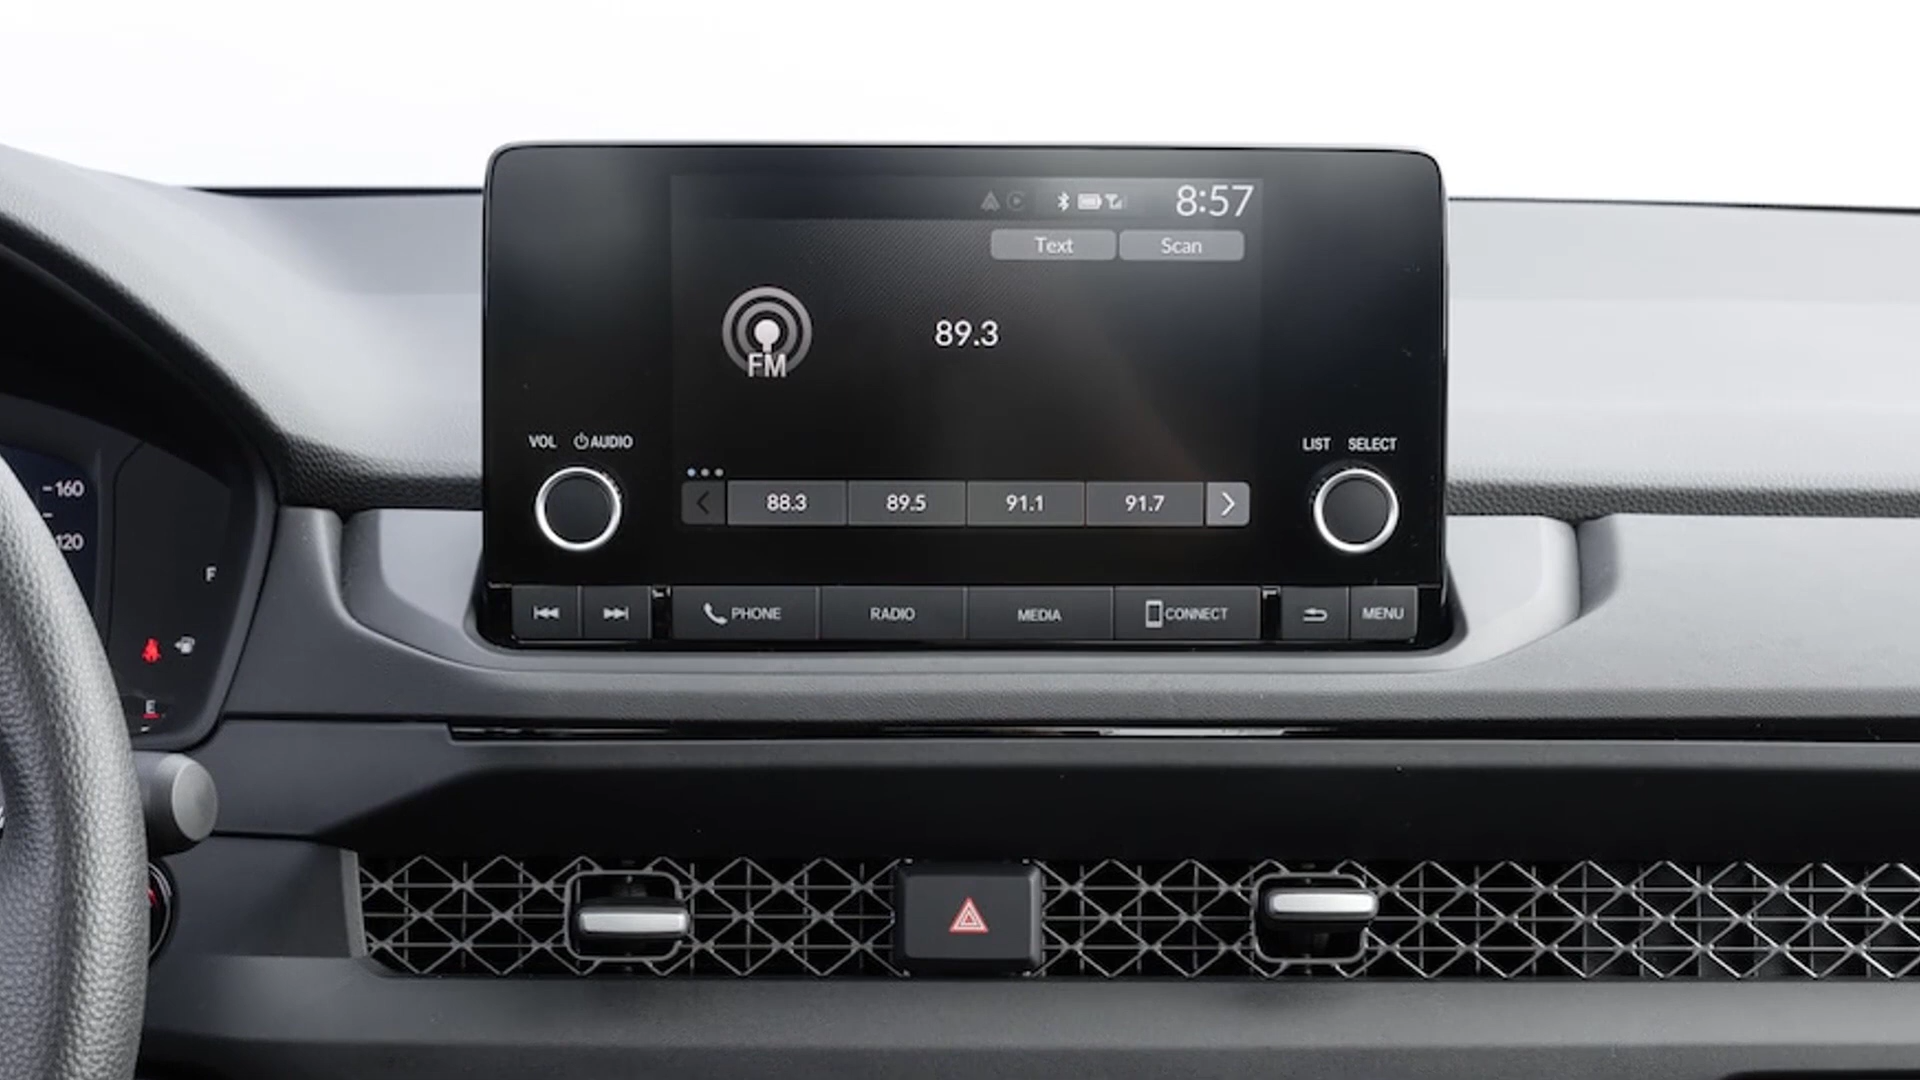 8:57
Text Scan
FM 89.3
VOL AUDIO
LIST SELECT
88.3 89.5 91.1 91.7
160
120
F
E
PHONE RADIO MEDIA CONNECT MENU